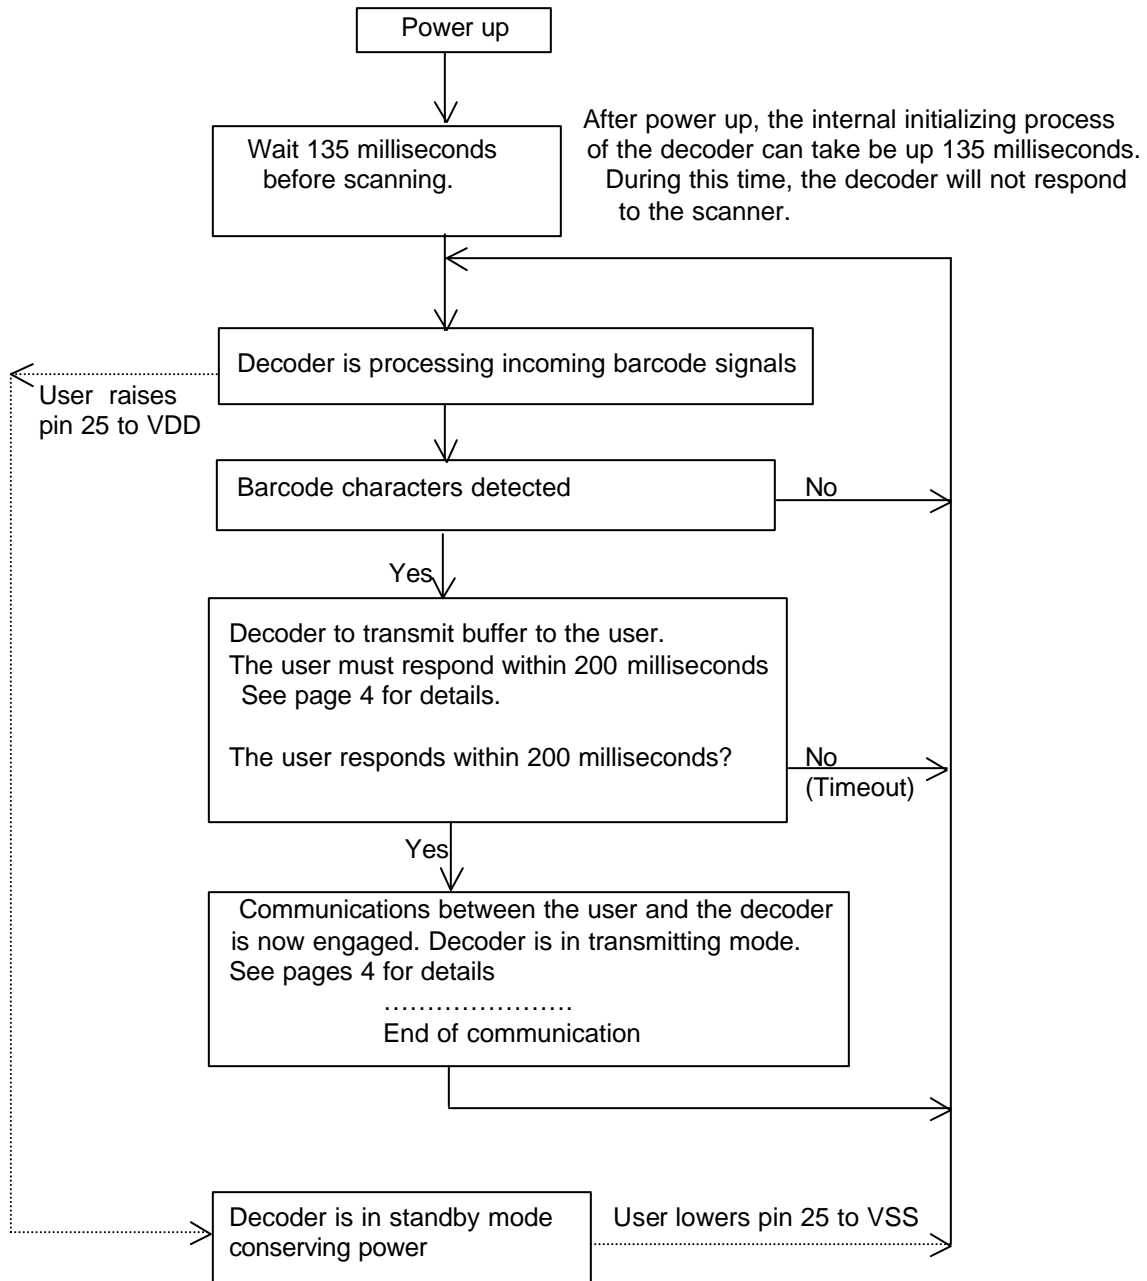 Power up
Wait 135 milliseconds
before scanning.
After power up, the internal initializing process
of the decoder can take be up 135 milliseconds.
During this time, the decoder will not respond
to the scanner.
Decoder is processing incoming barcode signals
User raises
pin 25 to VDD
Barcode characters detected
No
Yes
Decoder to transmit buffer to the user.
The user must respond within 200 milliseconds
See page 4 for details.
The user responds within 200 milliseconds?
No
(Timeout)
Yes
Communications between the user and the decoder
is now engaged. Decoder is in transmitting mode.
See pages 4 for details
......................
End of communication
Decoder is in standby mode
conserving power
User lowers pin 25 to VSS